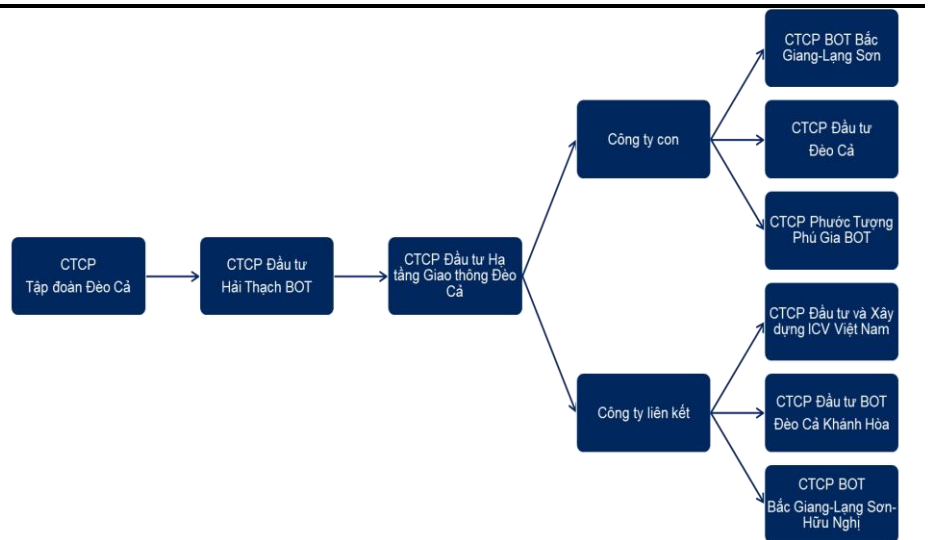 CTCP
Tập đoàn Đèo Cả
CTCP Đầu tư
Hải Thạch BOT
CTCP Đầu tư Hạ
tầng Giao thông Đèo
Cả
Công ty con
CTCP BOT Bắc
Giang-Lạng Sơn
CTCP Đầu tư
Đèo Cả
CTCP Phước Tượng
Phú Gia BOT
Công ty liên kết
CTCP Đầu tư và Xây
dựng ICV Việt Nam
CTCP Đầu tư BOT
Đèo Cả Khánh Hòa
CTCP BOT
Bắc Giang-Lạng Sơn-
Hữu Nghị